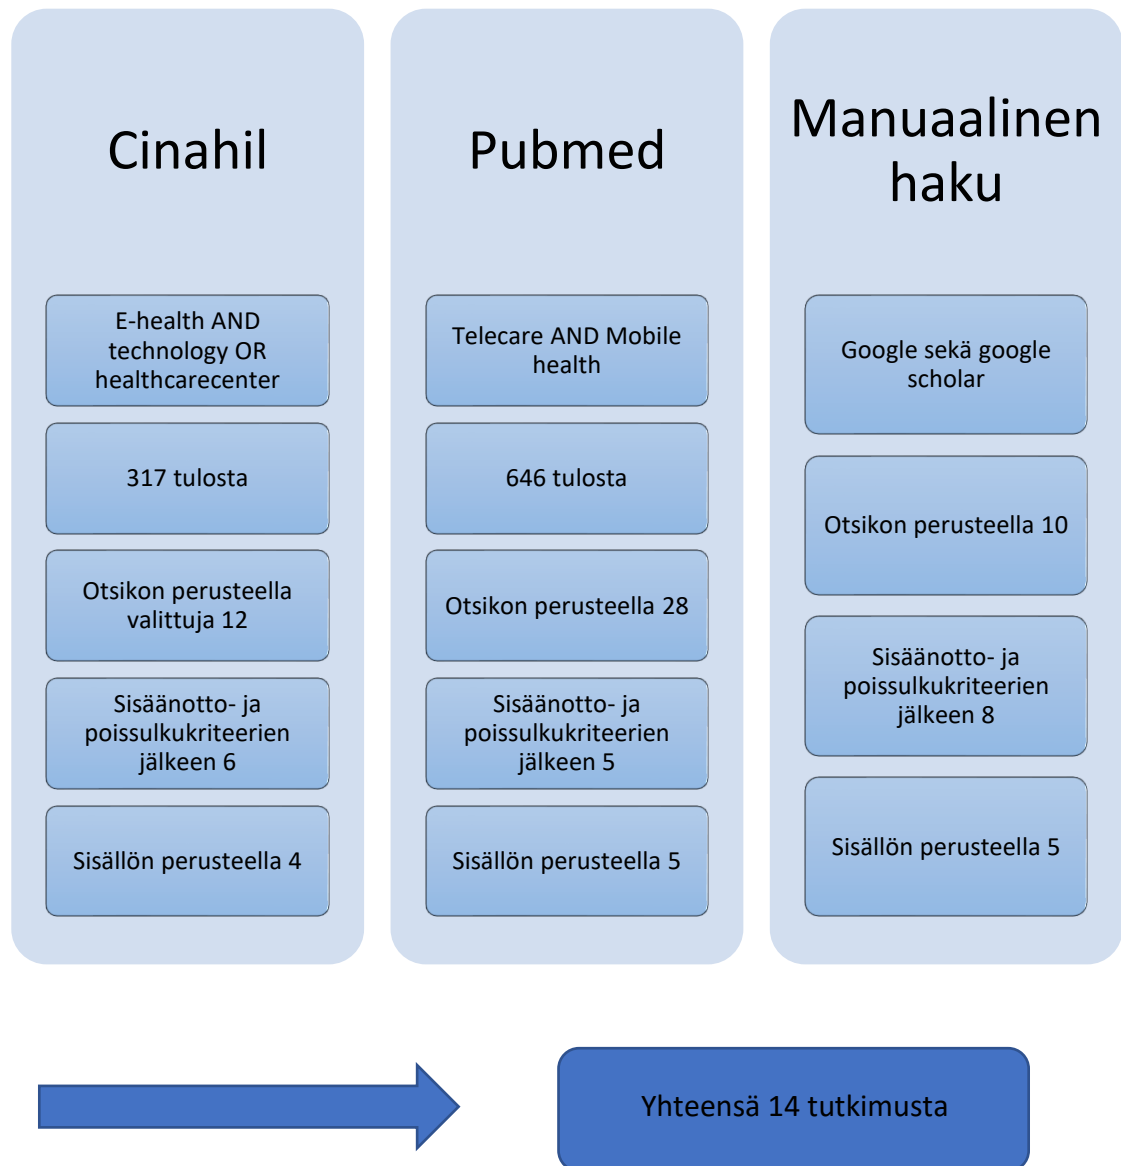 Cinahil
E-health AND
technology OR
healthcarecenter
317 tulosta
Otsikon perusteella
valittuja 12
Sisäänotto- ja
poissulkukriteerien
jälkeen 6
Sisällön perusteella 4
Pubmed
Telecare AND Mobile
health
646 tulosta
Otsikon perusteella 28
Sisäänotto- ja
poissulkukriteerien
jälkeen 5
Sisällön perusteella 5
Manuaalinen
haku
Google sekä google
scholar
Otsikon perusteella 10
Sisäänotto- ja
poissulkukriteerien
jälkeen 8
Sisällön perusteella 5
Yhteensä 14 tutkimusta